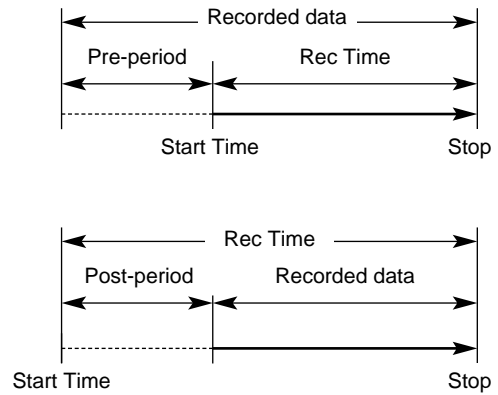 Recorded data
Pre-period Rec Time
Start Time Stop
Rec Time
Post-period Recorded data
Start Time Stop